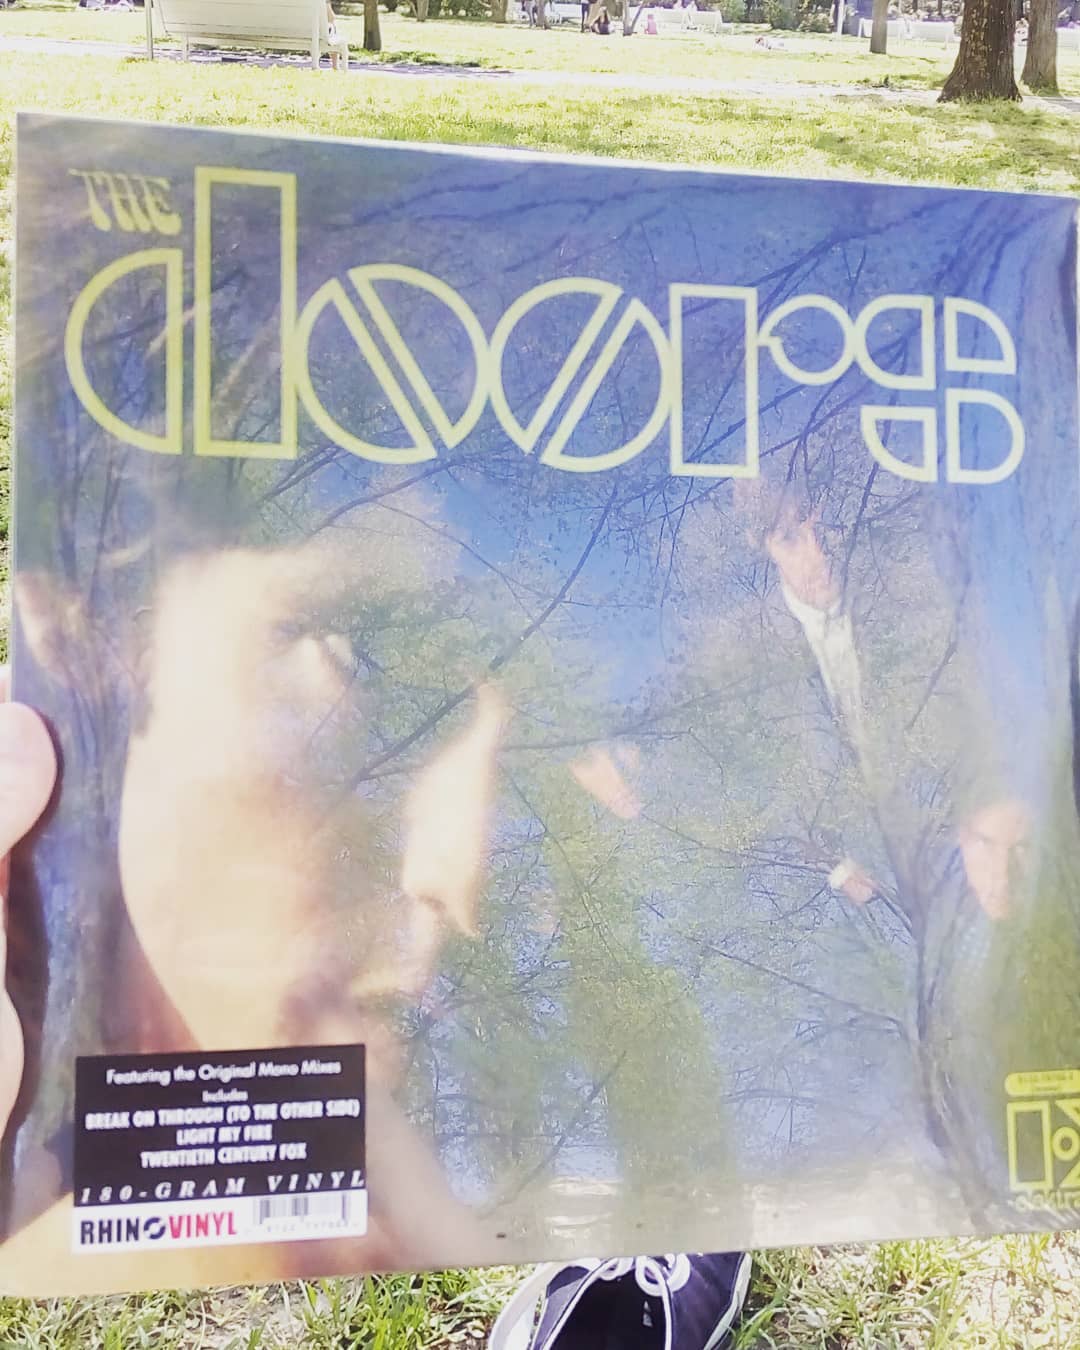 THE
doors
Featuring the Original Mono Mixes
Includes
BREAK ON THROUGH (TO THE OTHER SIDE)
LIGHT MY FIRE
TWENTIETH CENTURY FOX
180-GRAM VINYL
RHINO VINYL